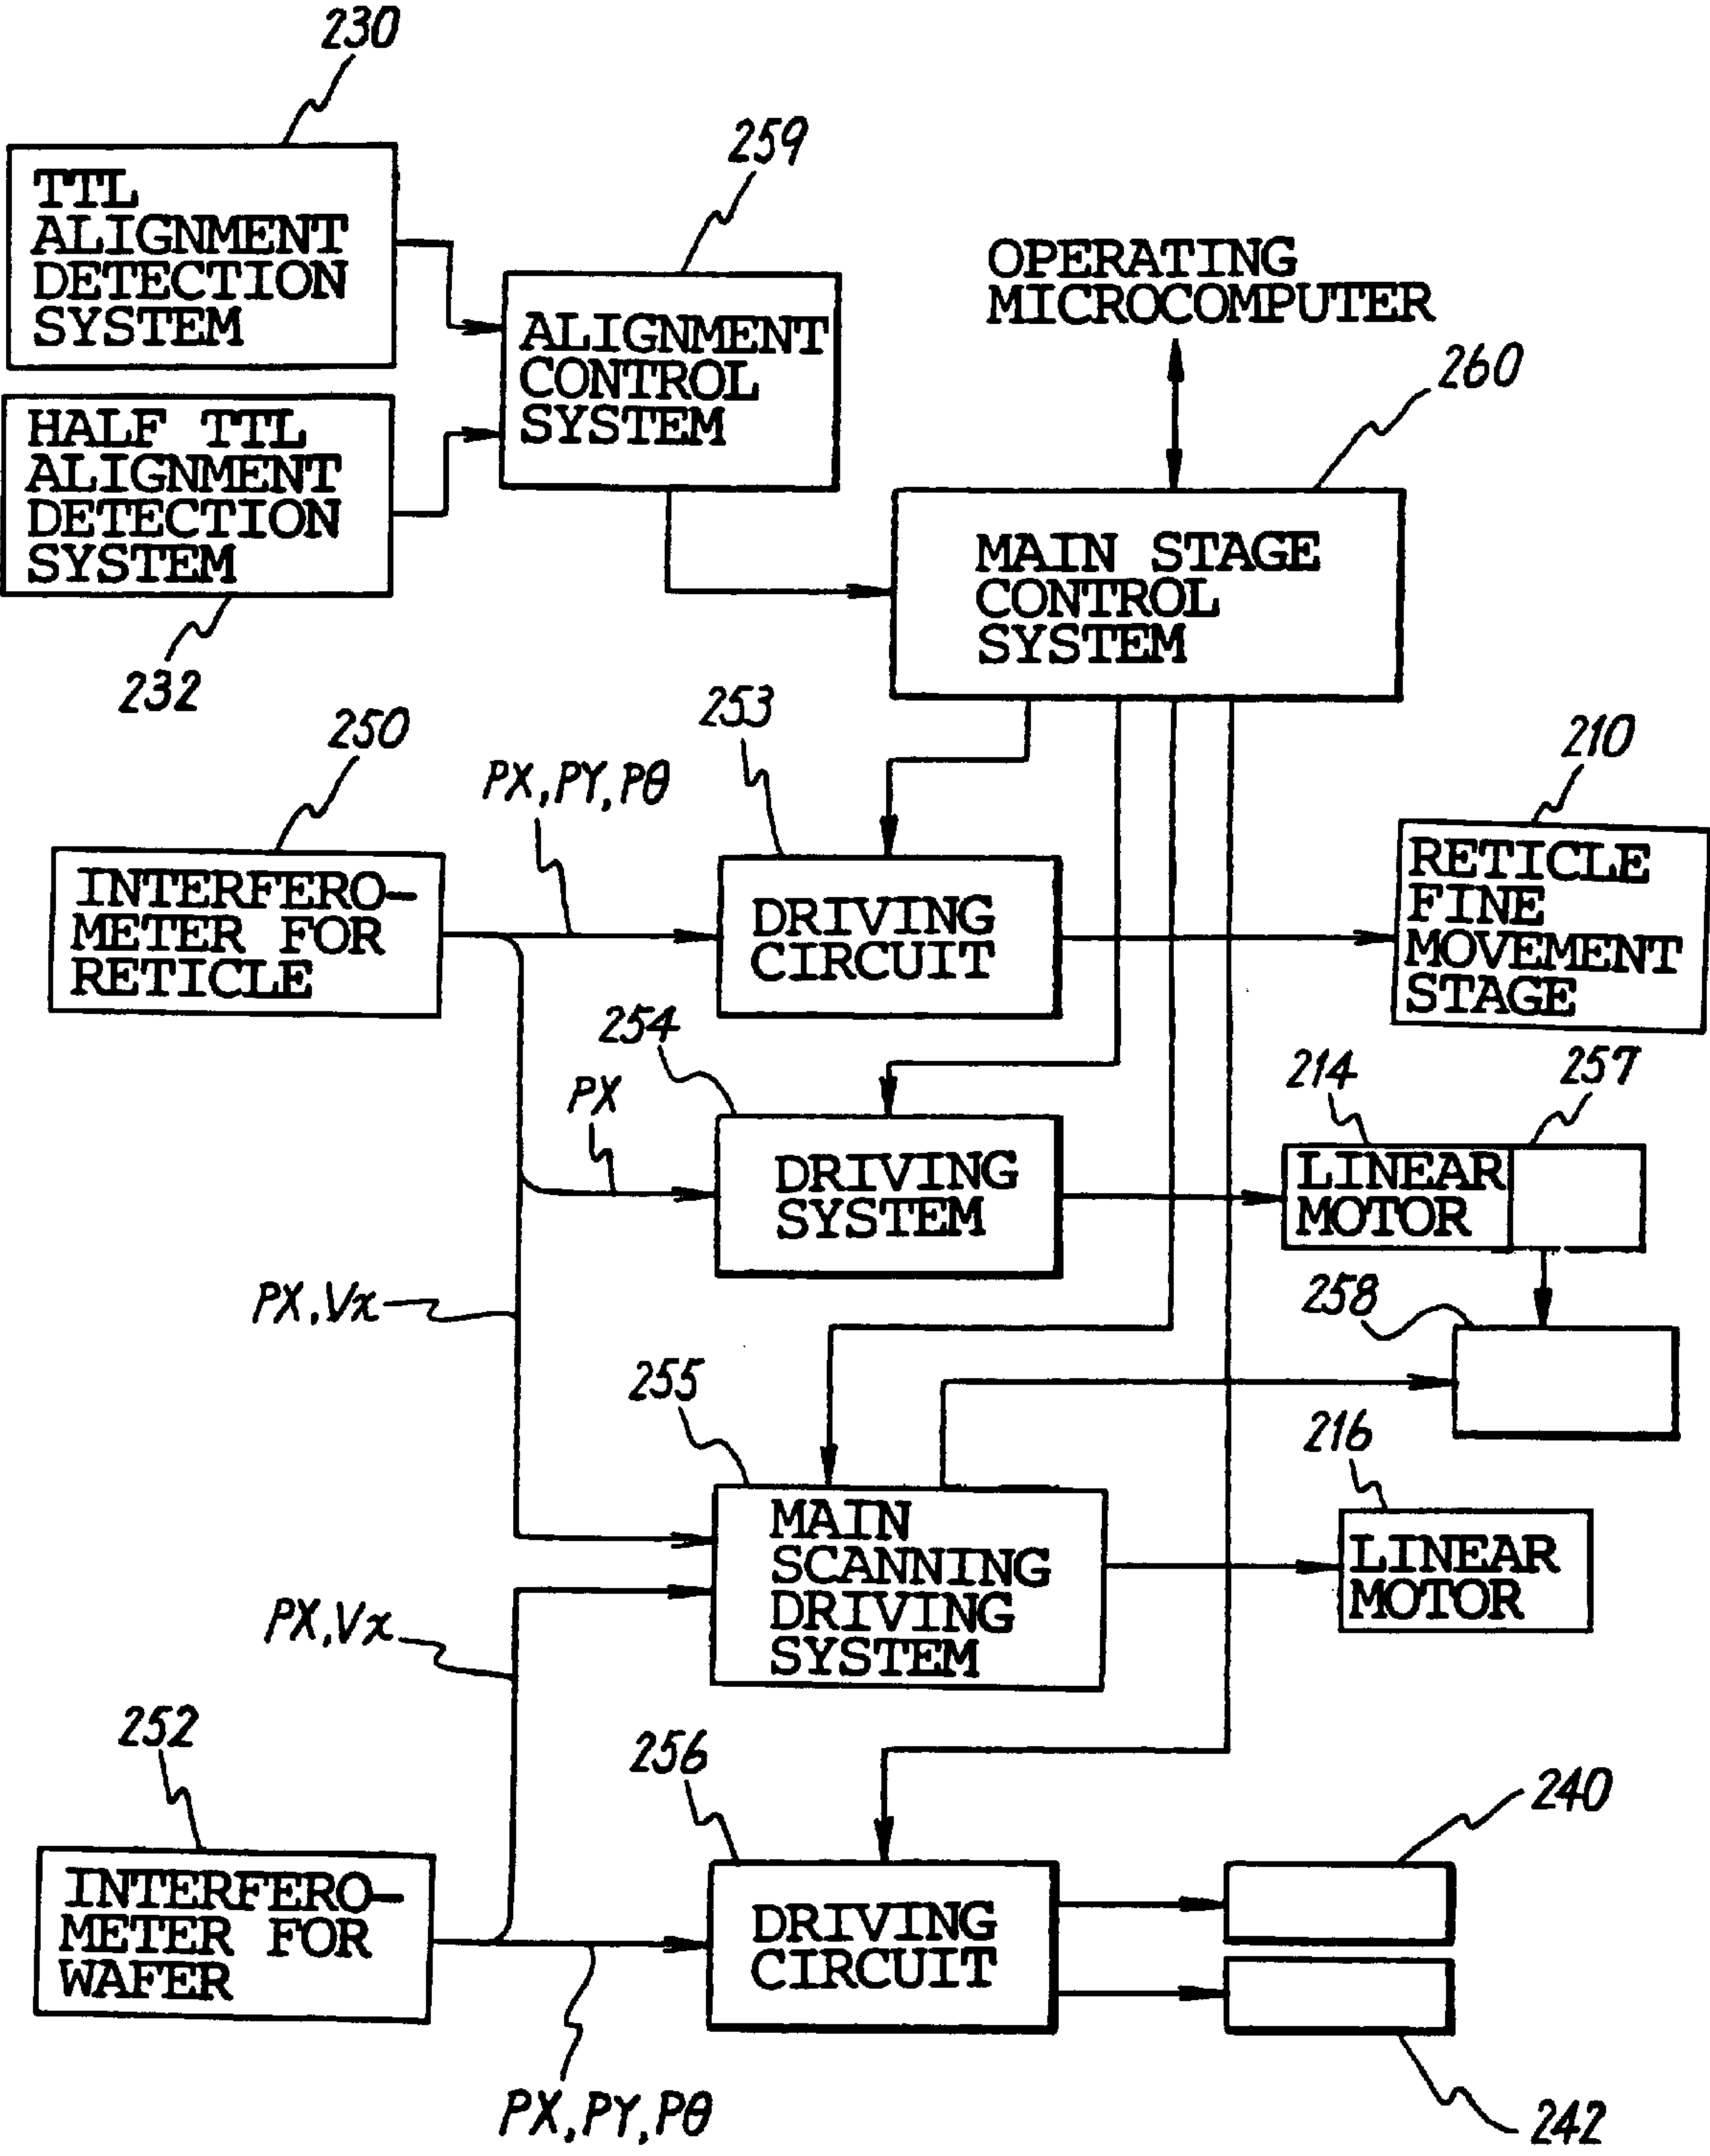 230
TTL
ALIGNMENT
DETECTION
SYSTEM
259
ALIGNMENT
CONTROL
SYSTEM
OPERATING
MICROCOMPUTER
260
HALF TTL
ALIGNMENT
DETECTION
SYSTEM
232
MAIN STAGE
CONTROL
SYSTEM
250
INTERFERO-
METER FOR
RETICLE
PX, PY, Pθ
253
DRIVING
CIRCUIT
210
RETICLE
FINE
MOVEMENT
STAGE
254
PX
DRIVING
SYSTEM
214
257
LINEAR
MOTOR
PX, Vx
258
255
MAIN
SCANNING
DRIVING
SYSTEM
216
LINEAR
MOTOR
PX, Vx
252
INTERFERO-
METER FOR
WAFER
256
DRIVING
CIRCUIT
240
242
PX, PY, Pθ